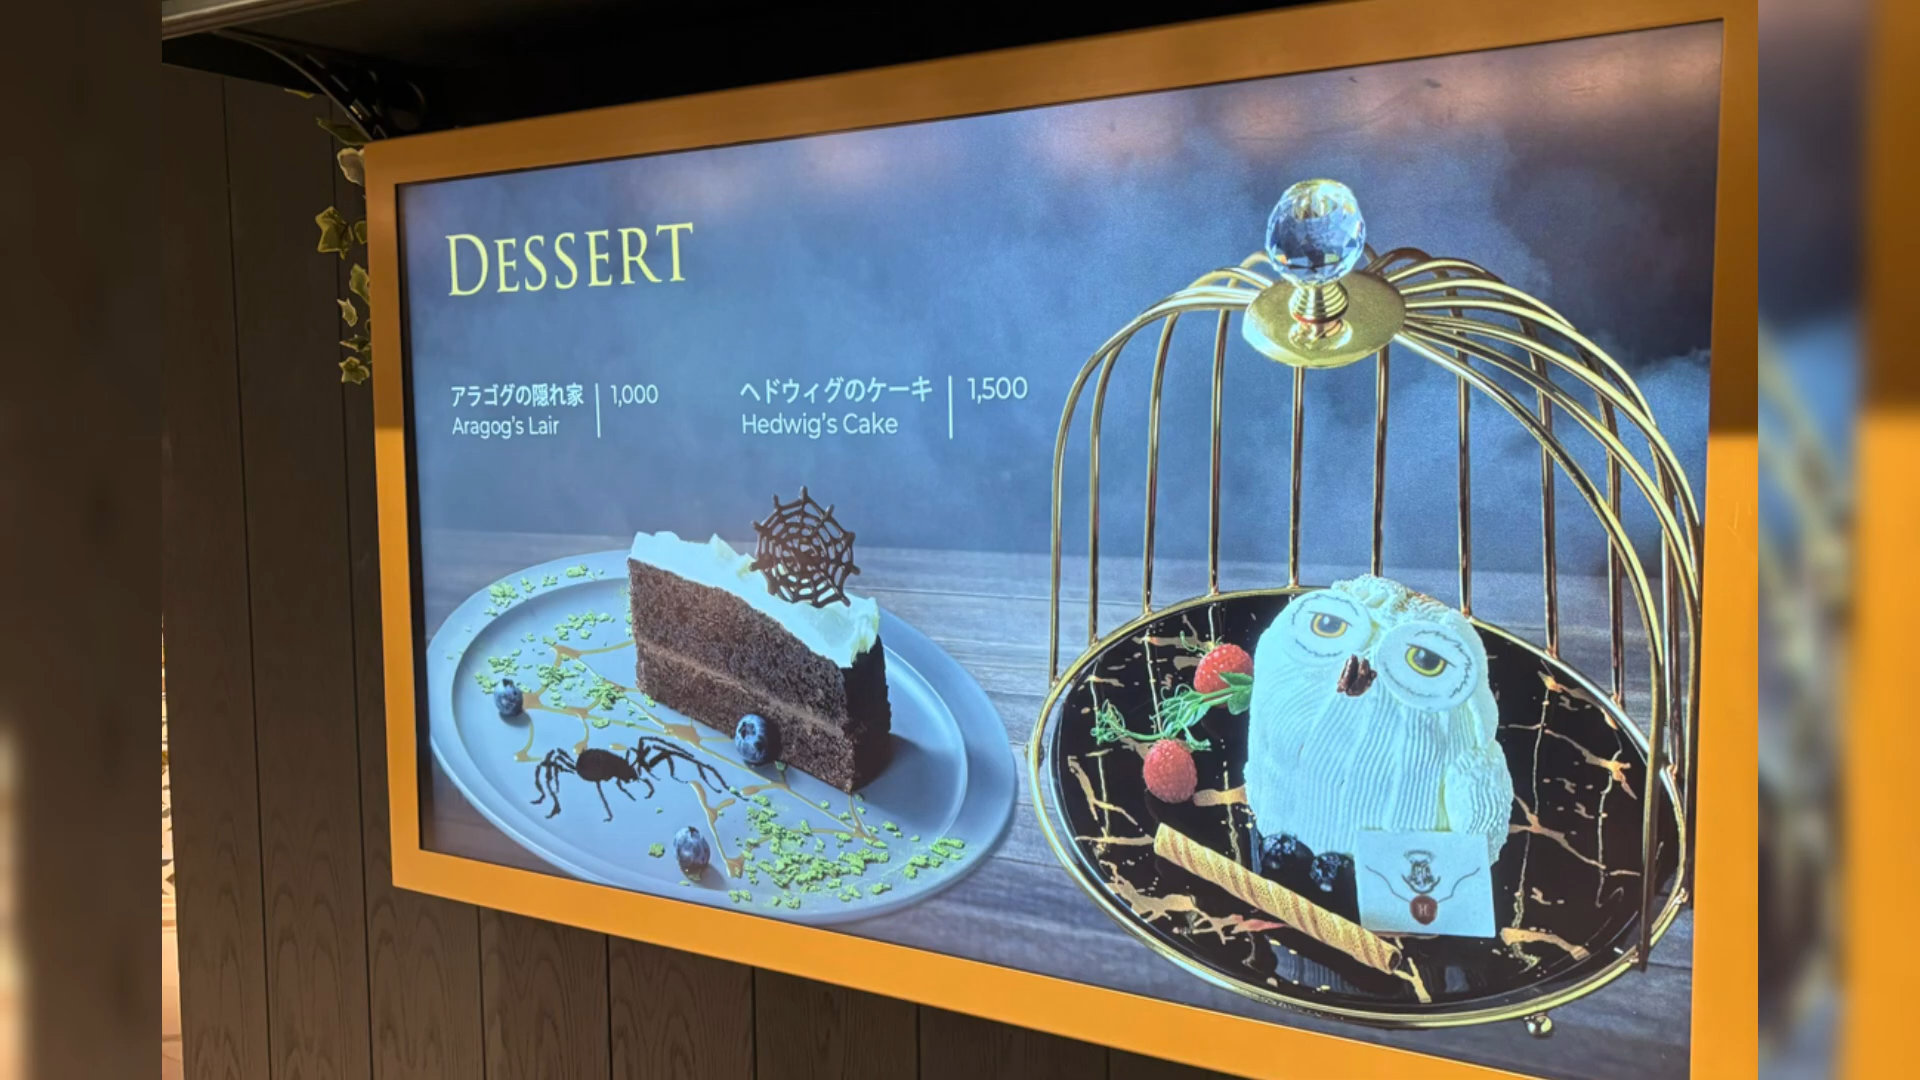 DESSERT
アラゴグの隠れ家 | 1,000
Aragog's Lair
ヘドウィグのケーキ | 1,500
Hedwig's Cake
H